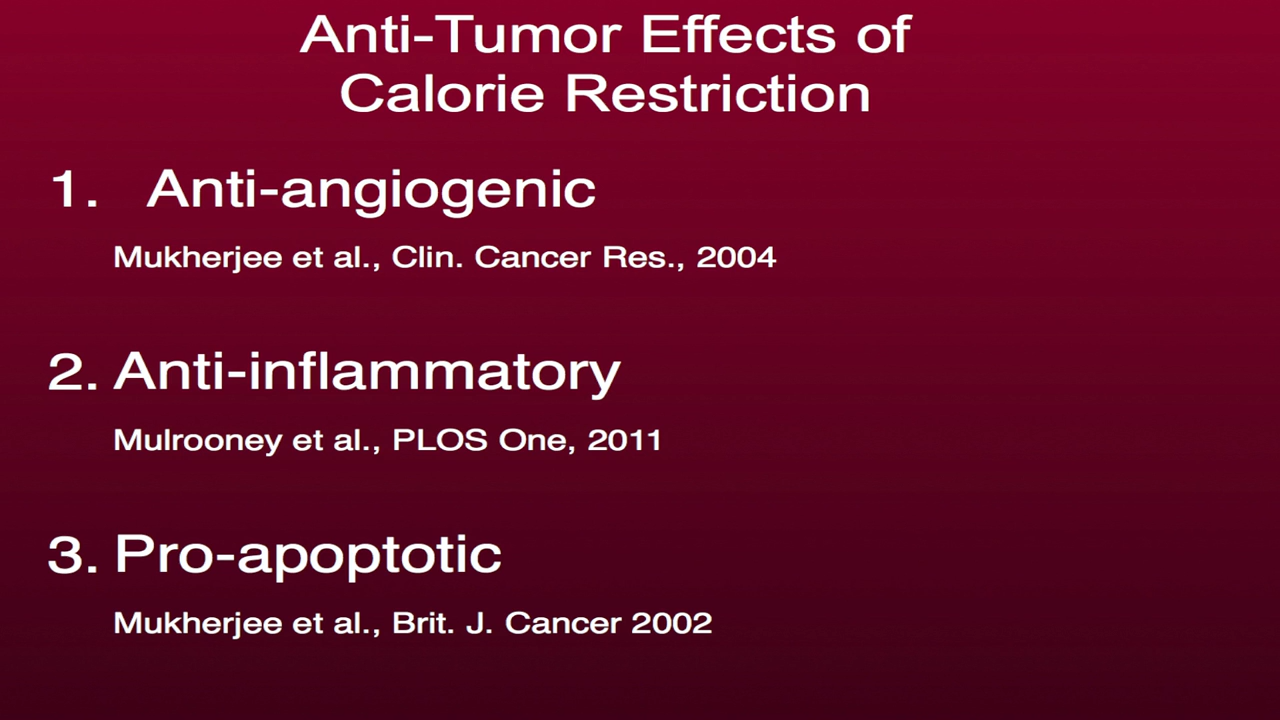 Anti-Tumor Effects of
Calorie Restriction
1. Anti-angiogenic
Mukherjee et al., Clin. Cancer Res., 2004
2. Anti-inflammatory
Mulrooney et al., PLOS One, 2011
3. Pro-apoptotic
Mukherjee et al., Brit. J. Cancer 2002